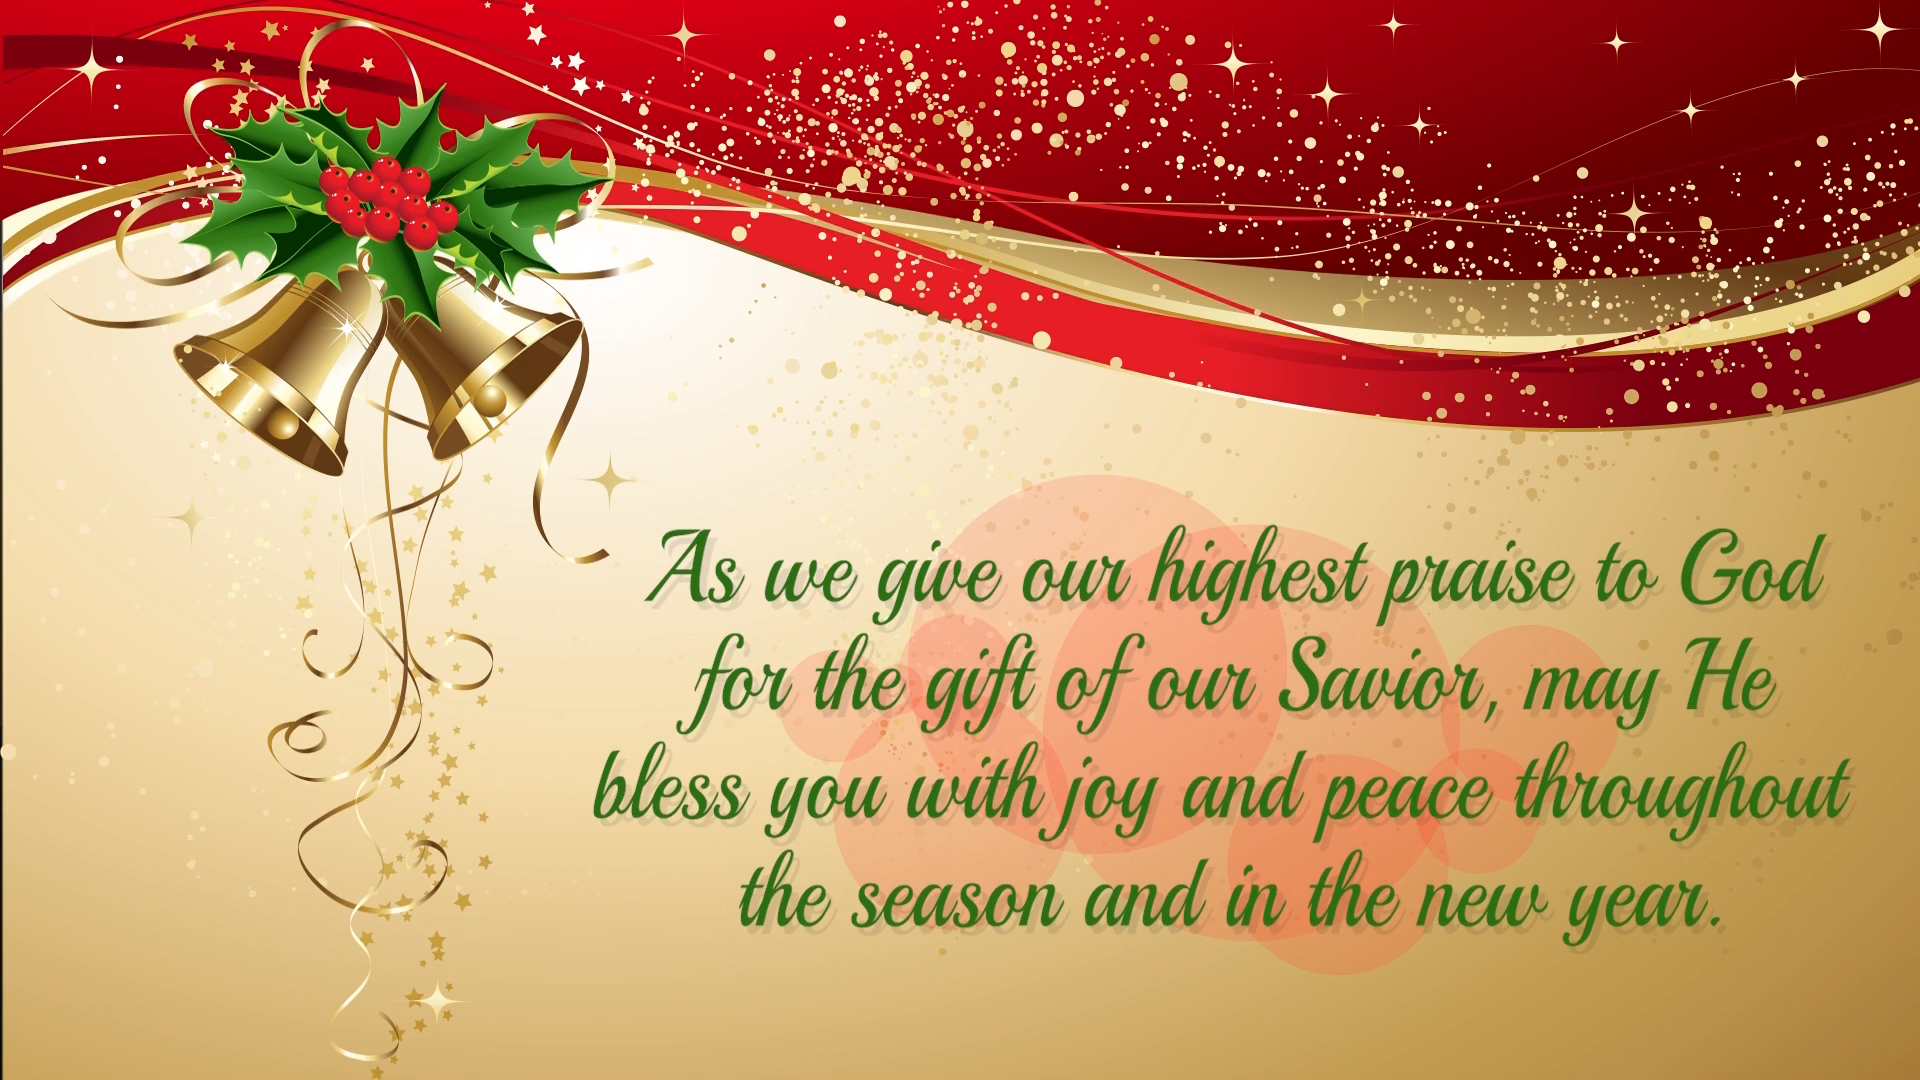 As we give our highest praise to God
for the gift of our Savior, may He
bless you with joy and peace throughout
the season and in the new year.